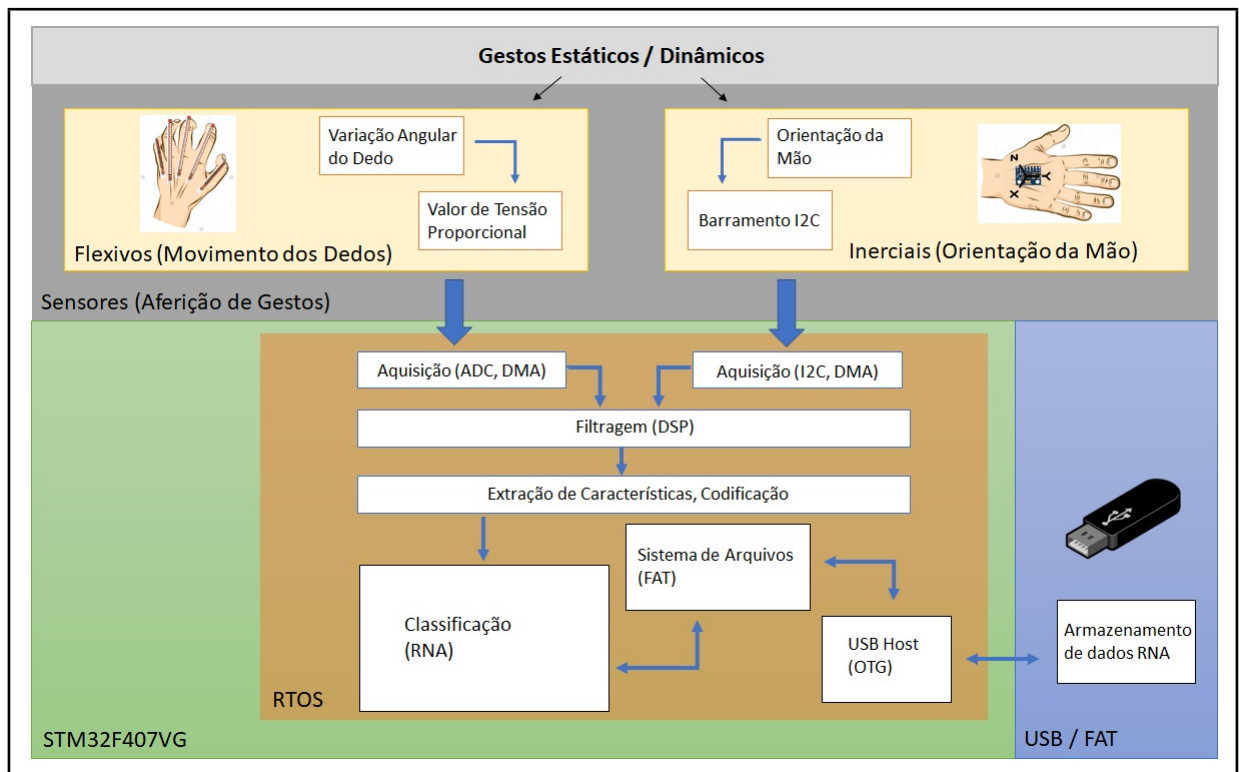 Gestos Estáticos / Dinâmicos
Variação Angular
do Dedo
Valor de Tensão
Proporcional
Flexivos (Movimento dos Dedos)
Orientação da
Mão
Barramento I2C
Z
Y
X
Inerciais (Orientação da Mão)
Sensores (Aferição de Gestos)
Aquisição (ADC, DMA)
Aquisição (I2C, DMA)
Filtragem (DSP)
Extração de Características, Codificação
Classificação
(RNA)
Sistema de Arquivos
(FAT)
USB Host
(OTG)
RTOS
STM32F407VG
Armazenamento
de dados RNA
USB / FAT